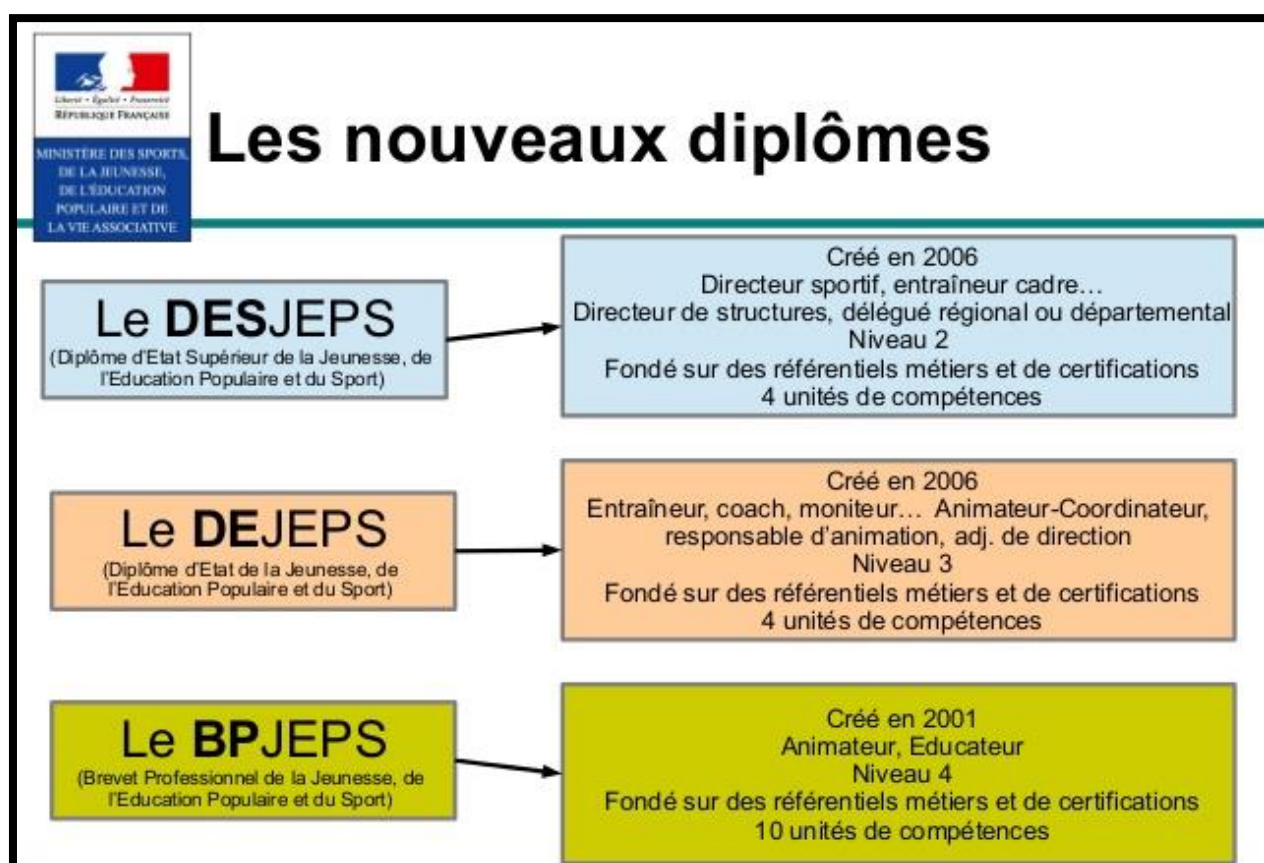 Liberté • Égalité • Fraternité
RÉPUBLIQUE FRANÇAISE
MINISTÈRE DES SPORTS,
DE LA JEUNESSE,
DE L'ÉDUCATION
POPULAIRE ET DE
LA VIE ASSOCIATIVE
Les nouveaux diplômes
Le DESJEPS
(Diplôme d'Etat Supérieur de la Jeunesse, de
l'Education Populaire et du Sport)
Créé en 2006
Directeur sportif, entraîneur cadre…
Directeur de structures, délégué régional ou départemental
Niveau 2
Fondé sur des référentiels métiers et de certifications
4 unités de compétences
Le DEJEPS
(Diplôme d'Etat de la Jeunesse, de
l'Education Populaire et du Sport)
Créé en 2006
Entraîneur, coach, moniteur… Animateur-Coordinateur,
responsable d'animation, adj. de direction
Niveau 3
Fondé sur des référentiels métiers et de certifications
4 unités de compétences
Le BPJEPS
(Brevet Professionnel de la Jeunesse, de
l'Education Populaire et du Sport)
Créé en 2001
Animateur, Educateur
Niveau 4
Fondé sur des référentiels métiers et de certifications
10 unités de compétences